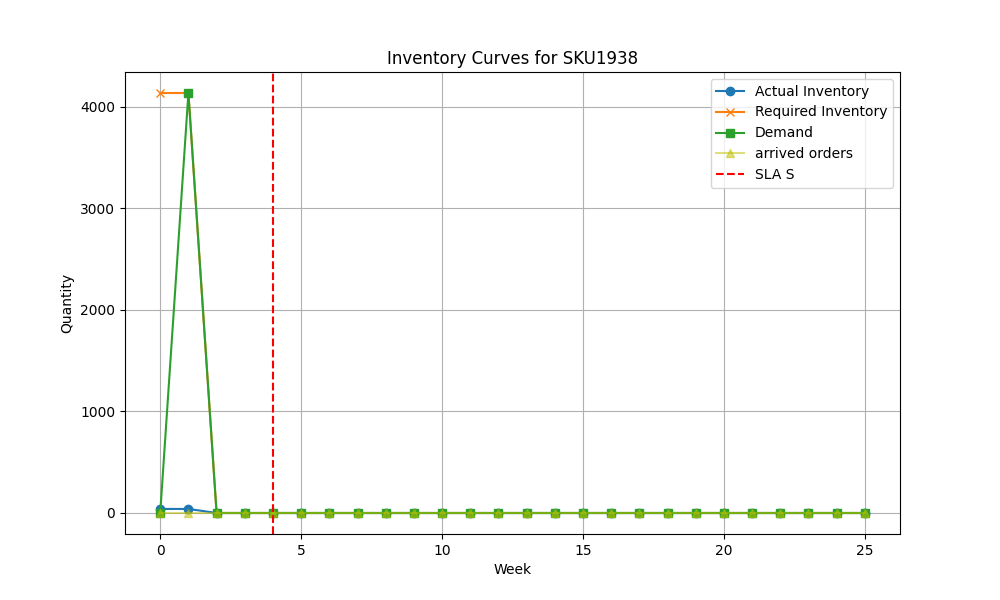 Inventory Curves for SKU1938
Actual Inventory
Required Inventory
Demand
arrived orders
SLA S
Quantity
4000
3000
2000
1000
0
0 5 10 15 20 25
Week